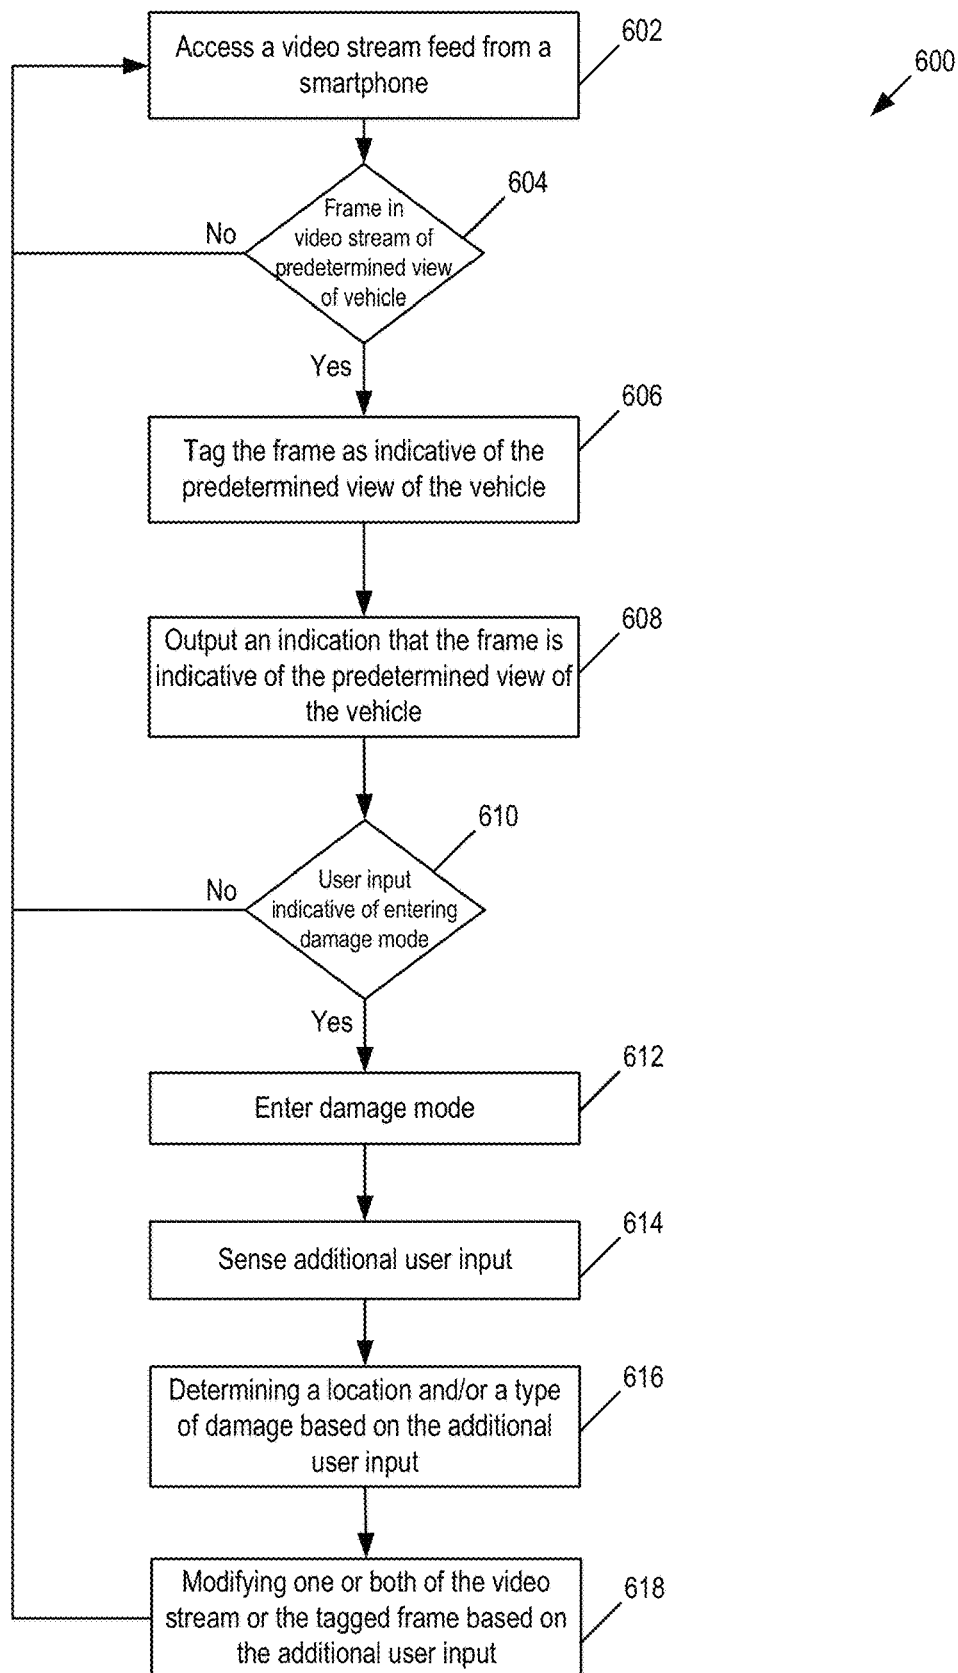 Access a video stream feed from a
smartphone
602
600
604
Frame in
video stream of
predetermined view
of vehicle
No
Yes
606
Tag the frame as indicative of the
predetermined view of the vehicle
608
Output an indication that the frame is
indicative of the predetermined view of
the vehicle
610
User input
indicative of entering
damage mode
No
Yes
612
Enter damage mode
614
Sense additional user input
616
Determining a location and/or a type
of damage based on the additional
user input
618
Modifying one or both of the video
stream or the tagged frame based on
the additional user input